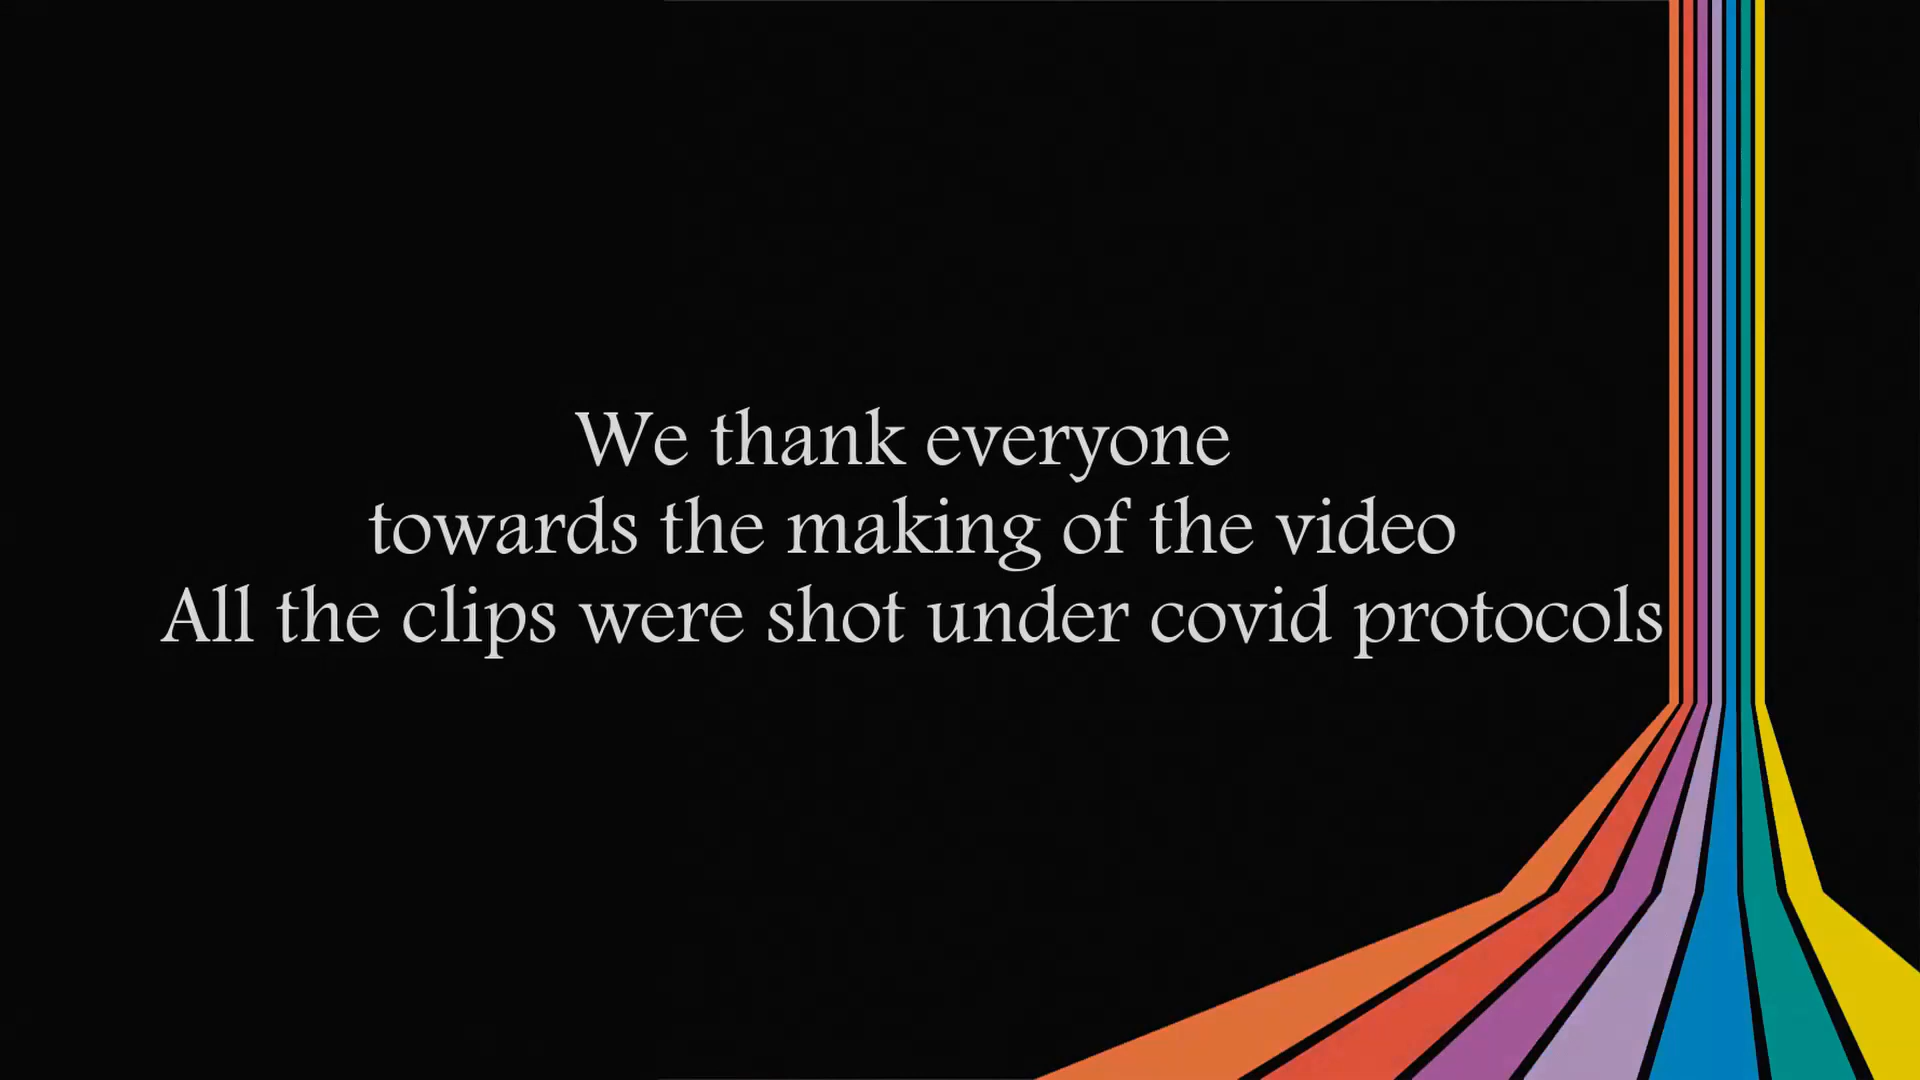 We thank everyone
towards the making of the video
All the clips were shot under covid protocols